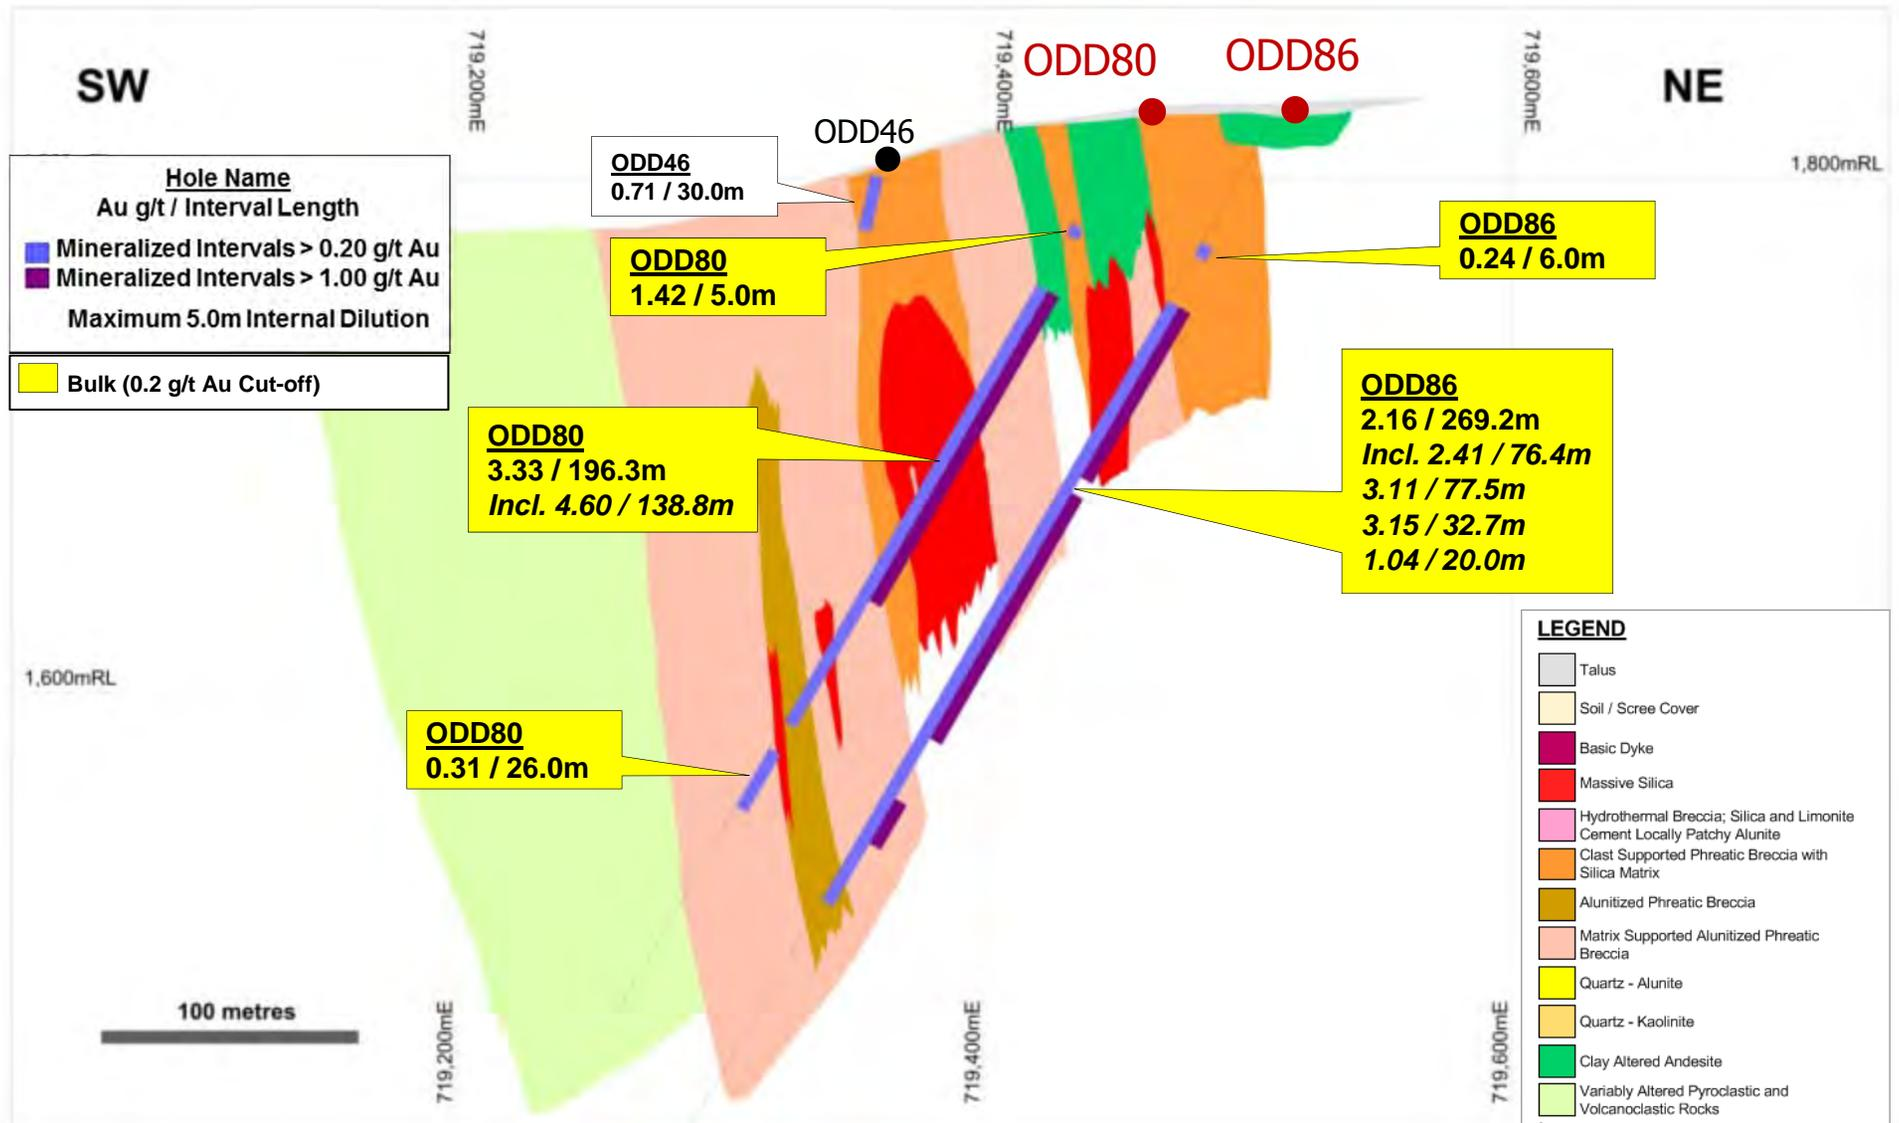 SW
719,200mE
719,400mE
ODD80
ODD86
719,600mE
NE
ODD46
1,800mRL
Hole Name
Au g/t / Interval Length
Mineralized Intervals > 0.20 g/t Au
Mineralized Intervals > 1.00 g/t Au
Maximum 5.0m Internal Dilution
Bulk (0.2 g/t Au Cut-off)
ODD46
0.71 / 30.0m
ODD80
1.42 / 5.0m
ODD86
0.24 / 6.0m
ODD80
3.33 / 196.3m
Incl. 4.60 / 138.8m
ODD86
2.16 / 269.2m
Incl. 2.41 / 76.4m
3.11 / 77.5m
3.15 / 32.7m
1.04 / 20.0m
1,600mRL
ODD80
0.31 / 26.0m
100 metres
719,200mE
719,400mE
719,600mE
LEGEND
Talus
Soil / Scree Cover
Basic Dyke
Massive Silica
Hydrothermal Breccia; Silica and Limonite
Cement Locally Patchy Alunite
Clast Supported Phreatic Breccia with
Silica Matrix
Alunitized Phreatic Breccia
Matrix Supported Alunitized Phreatic
Breccia
Quartz - Alunite
Quartz - Kaolinite
Clay Altered Andesite
Variably Altered Pyroclastic and
Volcanoclastic Rocks